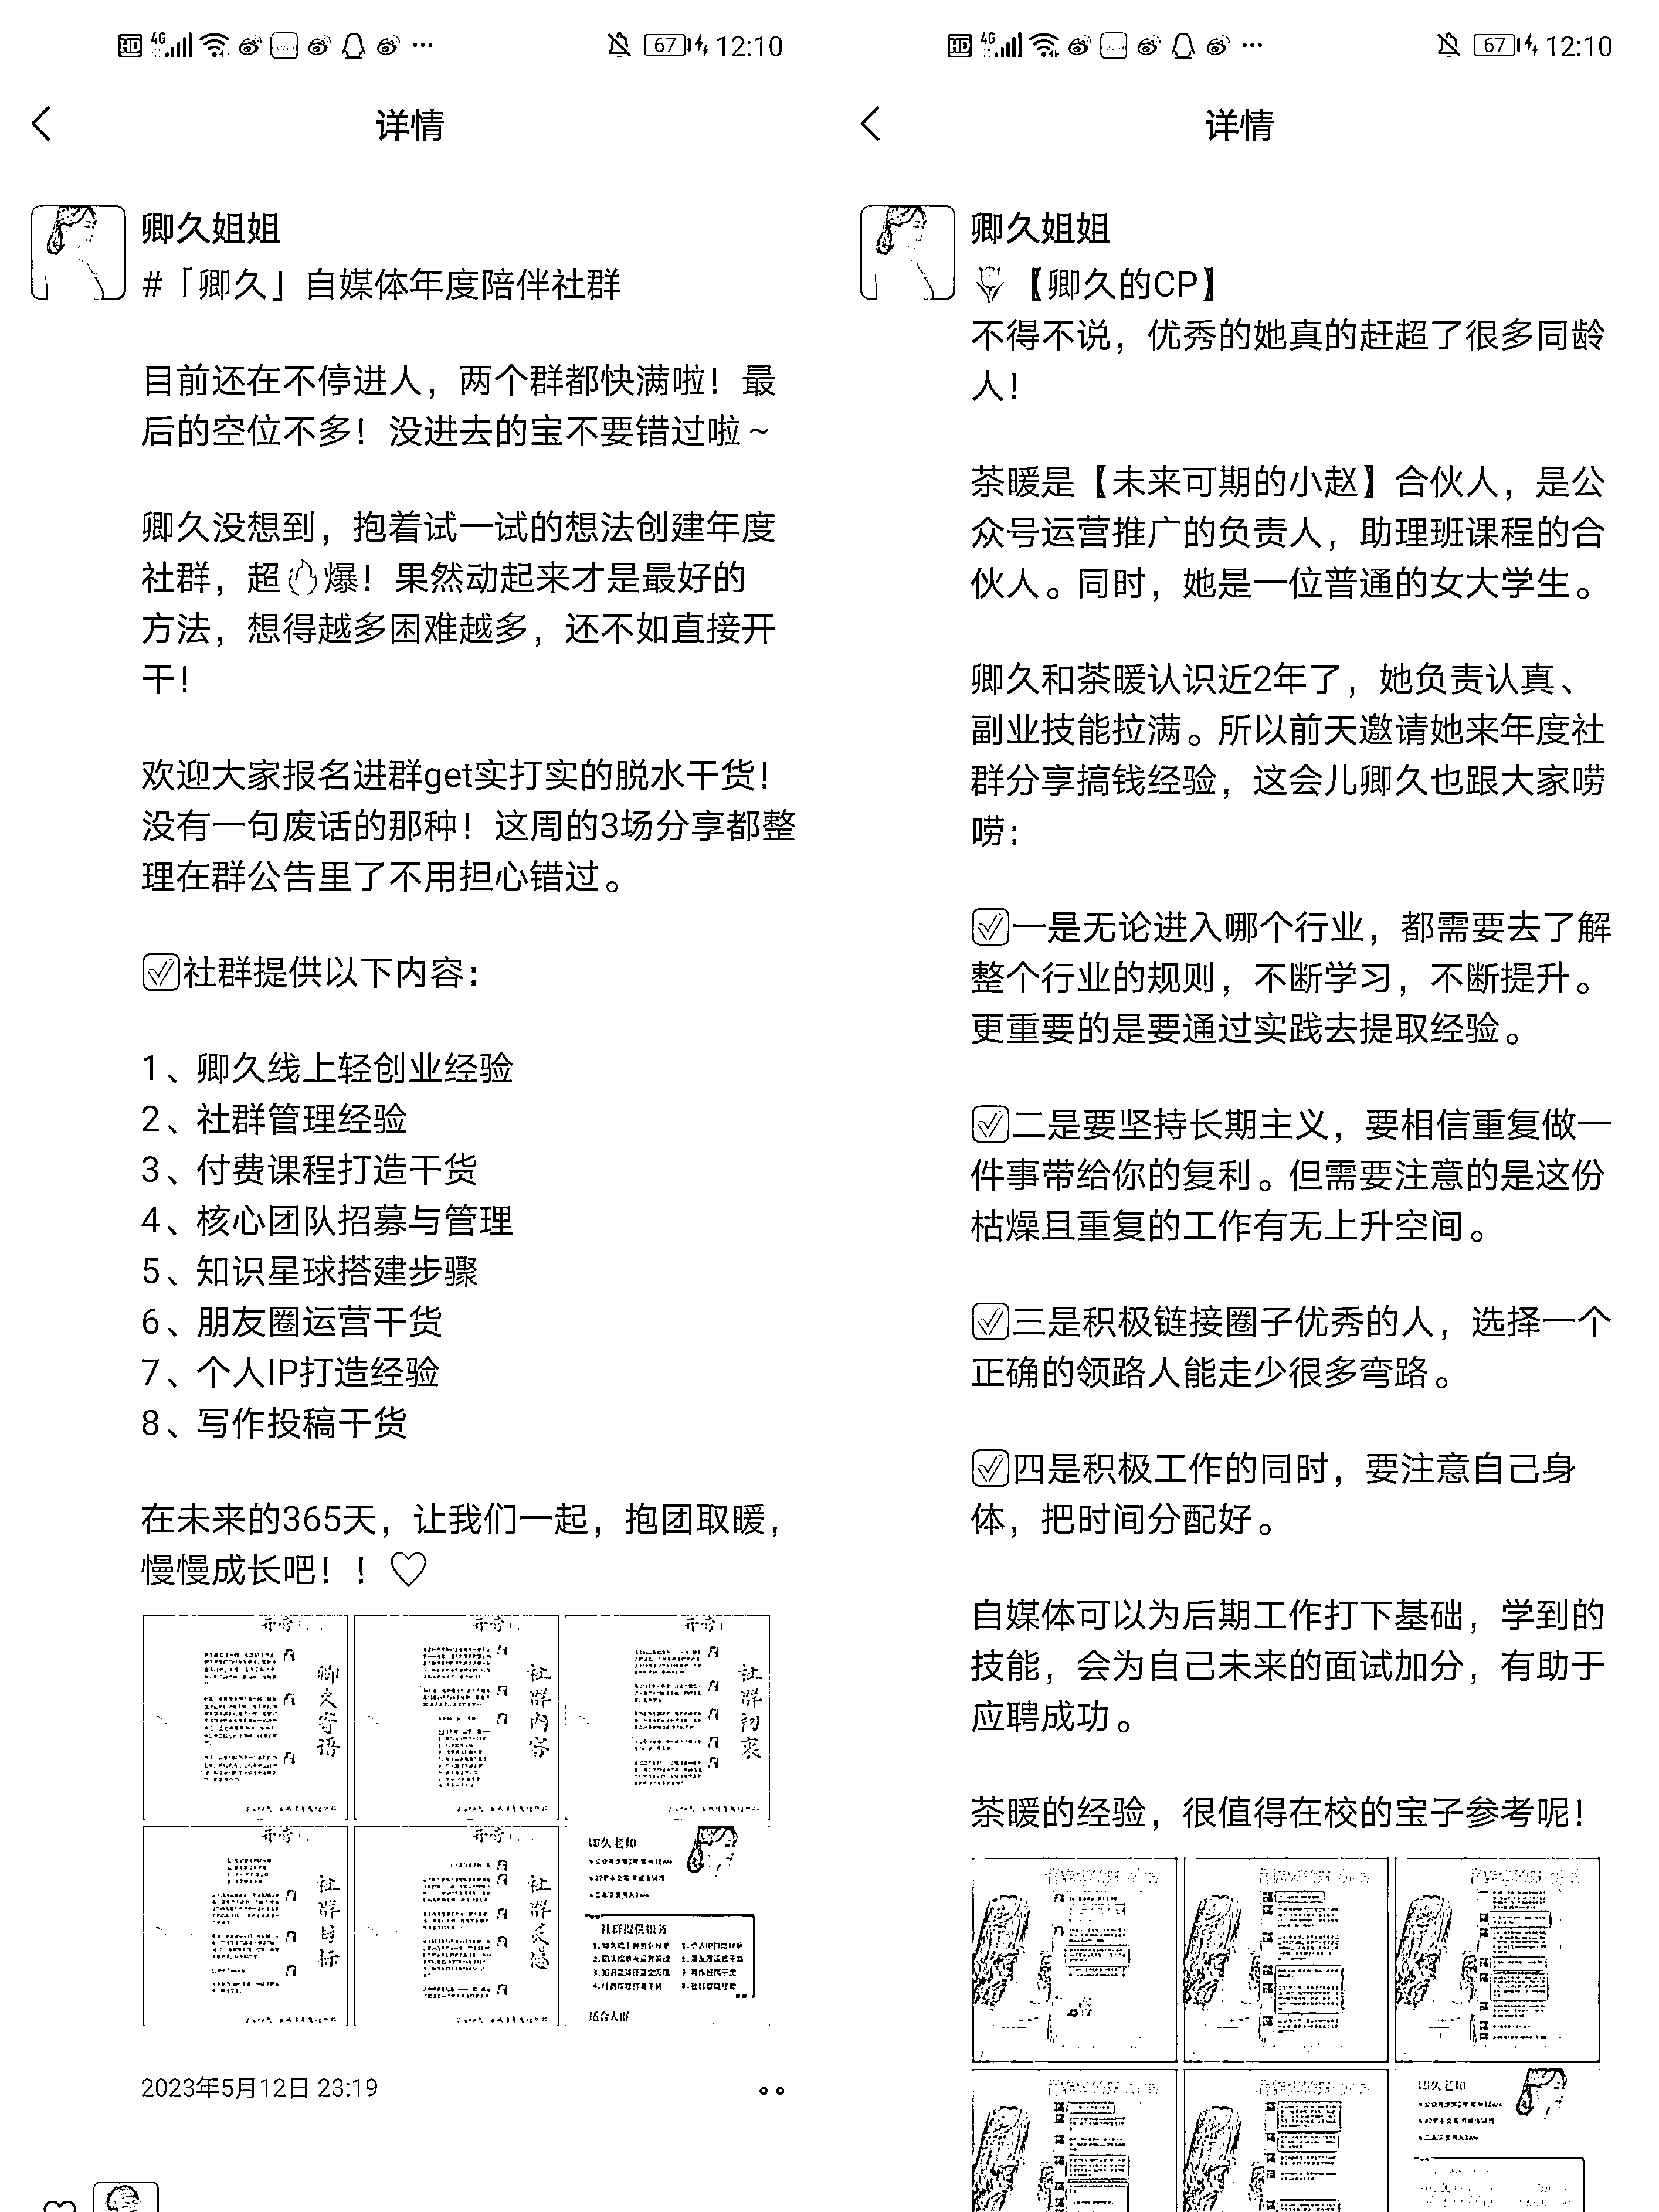 HD 4G 67 12:10
详情
卿久姐姐
#「卿久」自媒体年度陪伴社群
目前还在不停进人，两个群都快满啦！最
后的空位不多！没进去的宝不要错过啦～
卿久没想到，抱着试一试的想法创建年度
社群，超🔥爆！果然动起来才是最好的
方法，想得越多困难越多，还不如直接开
干！
欢迎大家报名进群get实打实的脱水干货！
没有一句废话的那种！这周的3场分享都整
理在群公告里了不用担心错过。
✅社群提供以下内容：
1、卿久线上轻创业经验
2、社群管理经验
3、付费课程打造干货
4、核心团队招募与管理
5、知识星球搭建步骤
6、朋友圈运营干货
7、个人IP打造经验
8、写作投稿干货
在未来的365天，让我们一起，抱团取暖，
慢慢成长吧！！♡
卿久寄语
社群内容
社群初衷
社群目标
社群
社群提供服务
适合人群
2023年5月12日 23:19
HD 4G 67 12:10
详情
卿久姐姐
🌷【卿久的CP】
不得不说，优秀的她真的赶超了很多同龄
人！
茶暖是【未来可期的小赵】合伙人，是公
众号运营推广的负责人，助理班课程的合
伙人。同时，她是一位普通的女大学生。
卿久和茶暖认识近2年了，她负责认真、
副业技能拉满。所以前天邀请她来年度社
群分享搞钱经验，这会儿卿久也跟大家唠
唠：
✅一是无论进入哪个行业，都需要去了解
整个行业的规则，不断学习，不断提升。
更重要的是要通过实践去提取经验。
✅二是要坚持长期主义，要相信重复做一
件事带给你的复利。但需要注意的是这份
枯燥且重复的工作有无上升空间。
✅三是积极链接圈子优秀的人，选择一个
正确的领路人能走少很多弯路。
✅四是积极工作的同时，要注意自己身
体，把时间分配好。
自媒体可以为后期工作打下基础，学到的
技能，会为自己未来的面试加分，有助于
应聘成功。
茶暖的经验，很值得在校的宝子参考呢！